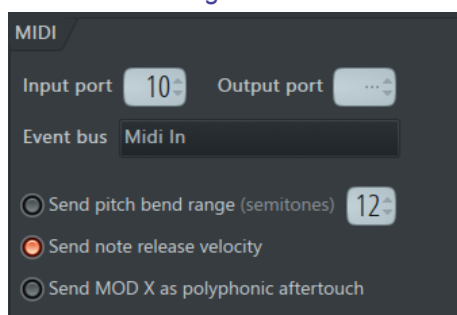 MIDI
Input port 10 Output port ...
Event bus Midi In
Send pitch bend range (semitones) 12
Send note release velocity
Send MOD X as polyphonic aftertouch